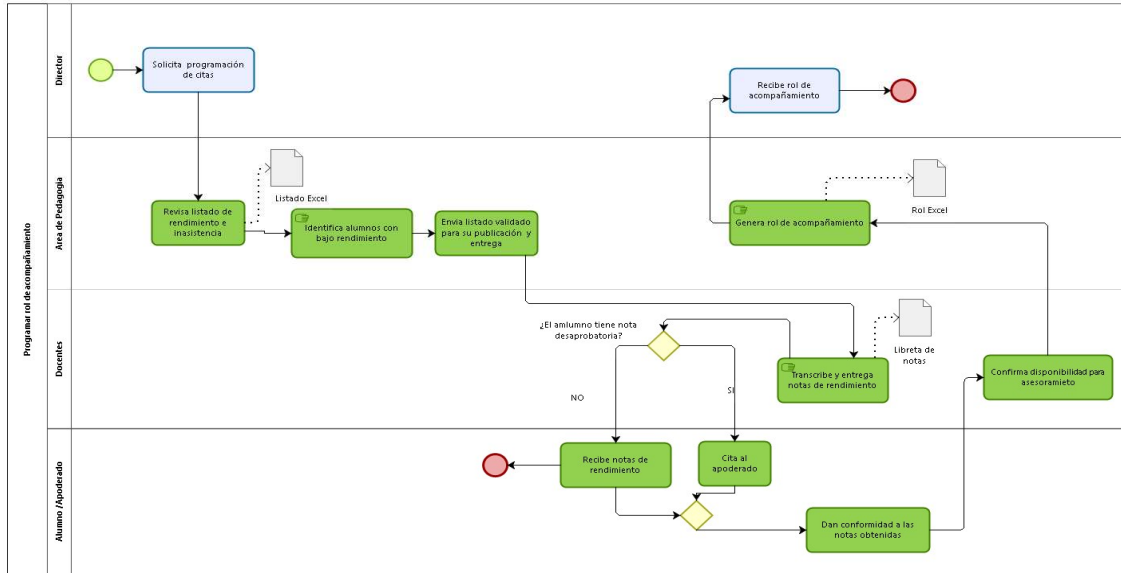 Programar rol de acompañamiento
Director
Solicita programación
de citas
Recibe rol de
acompañamiento
Area de Pedagogia
Listado Excel
Revisa listado de
rendimiento e
inasistencia
Identifica alumnos con
bajo rendimiento
Envia listado validado
para su publicación y
entrega
Genera rol de acompañamiento
Rol Excel
Docentes
¿El amlumno tiene nota
desaprobatoria?
NO
SI
Transcribe y entrega
notas de rendimiento
Libreta de
notas
Confirma disponibilidad para
asesoramieto
Alumno /Apoderado
Recibe notas de
rendimiento
Cita al
apoderado
Dan conformidad a las
notas obtenidas